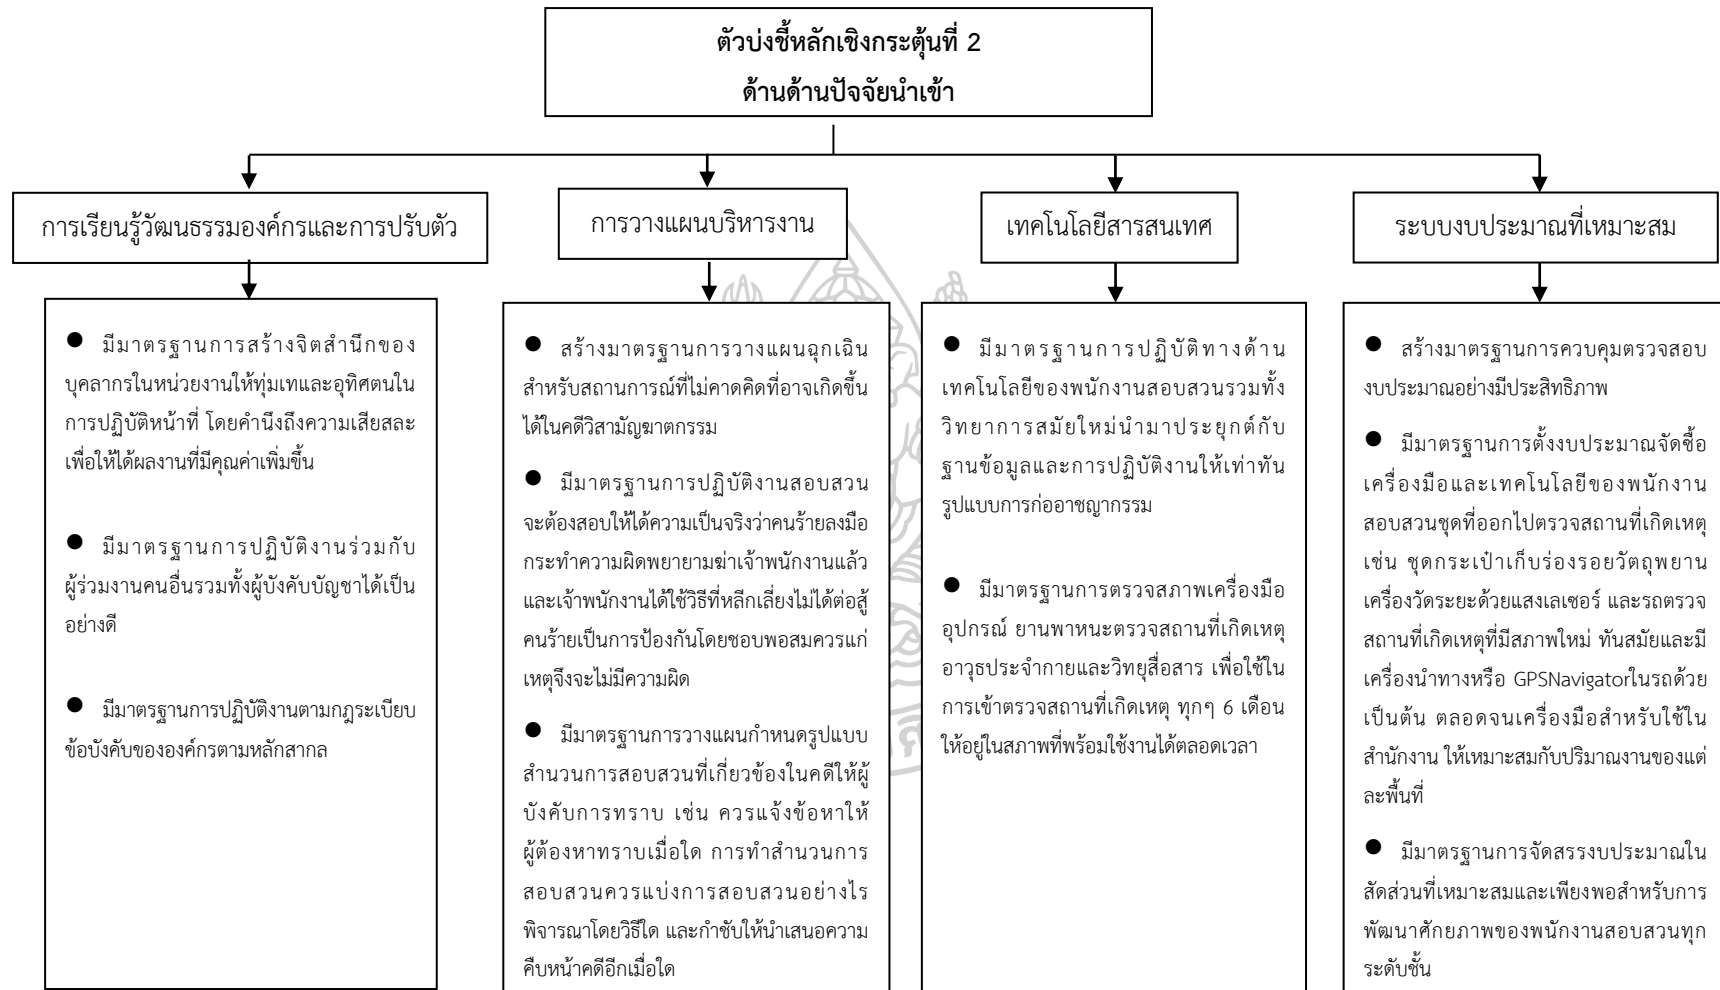 ตัวบ่งชี้หลักเชิงกระตุ้นที่ 2
ด้านด้านปัจจัยนำเข้า
การเรียนรู้วัฒนธรรมองค์กรและการปรับตัว
● มีมาตรฐานการสร้างจิตสำนึกของ
บุคลากรในหน่วยงานให้ทุ่มเทและอุทิศตนใน
การปฏิบัติหน้าที่ โดยคำนึงถึงความเสียสละ
เพื่อให้ได้ผลงานที่มีคุณค่าเพิ่มขึ้น
● มีมาตรฐานการปฏิบัติงานร่วมกับ
ผู้ร่วมงานคนอื่นรวมทั้งผู้บังคับบัญชาได้เป็น
อย่างดี
● มีมาตรฐานการปฏิบัติงานตามกฎระเบียบ
ข้อบังคับขององค์กรตามหลักสากล
การวางแผนบริหารงาน
● สร้างมาตรฐานการวางแผนฉุกเฉิน
สำหรับสถานการณ์ที่ไม่คาดคิดที่อาจเกิดขึ้น
ได้ในคดีวิสามัญฆาตกรรม
● มีมาตรฐานการปฏิบัติงานสอบสวน
จะต้องสอบให้ได้ความเป็นจริงว่าคนร้ายลงมือ
กระทำความผิดพยายามฆ่าเจ้าพนักงานแล้ว
และเจ้าพนักงานได้ใช้วิธีที่หลีกเลี่ยงไม่ได้ต่อสู้
คนร้ายเป็นการป้องกันโดยชอบพอสมควรแก่
เหตุจึงจะไม่มีความผิด
● มีมาตรฐานการวางแผนกำหนดรูปแบบ
สำนวนการสอบสวนที่เกี่ยวข้องในคดีให้ผู้
บังคับการทราบ เช่น ควรแจ้งข้อหาให้
ผู้ต้องหาทราบเมื่อใด การทำสำนวนการ
สอบสวนควรแบ่งการสอบสวนอย่างไร
พิจารณาโดยวิธีใด และกำชับให้นำเสนอความ
คืบหน้าคดีอีกเมื่อใด
เทคโนโลยีสารสนเทศ
● มีมาตรฐานการปฏิบัติทางด้าน
เทคโนโลยีของพนักงานสอบสวนรวมทั้ง
วิทยาการสมัยใหม่นำมาประยุกต์กับ
ฐานข้อมูลและการปฏิบัติงานให้เท่าทัน
รูปแบบการก่ออาชญากรรม
● มีมาตรฐานการตรวจสภาพเครื่องมือ
อุปกรณ์ ยานพาหนะตรวจสถานที่เกิดเหตุ
อาวุธประจำกายและวิทยุสื่อสาร เพื่อใช้ใน
การเข้าตรวจสถานที่เกิดเหตุ ทุกๆ 6 เดือน
ให้อยู่ในสภาพที่พร้อมใช้งานได้ตลอดเวลา
ระบบงบประมาณที่เหมาะสม
● สร้างมาตรฐานการควบคุมตรวจสอบ
งบประมาณอย่างมีประสิทธิภาพ
● มีมาตรฐานการตั้งงบประมาณจัดซื้อ
เครื่องมือและเทคโนโลยีของพนักงาน
สอบสวนชุดที่ออกไปตรวจสถานที่เกิดเหตุ
เช่น ชุดกระเป๋าเก็บร่องรอยวัตถุพยาน
เครื่องวัดระยะด้วยแสงเลเซอร์ และรถตรวจ
สถานที่เกิดเหตุที่มีสภาพใหม่ ทันสมัยและมี
เครื่องนำทางหรือ GPSNavigatorในรถด้วย
เป็นต้น ตลอดจนเครื่องมือสำหรับใช้ใน
สำนักงาน ให้เหมาะสมกับปริมาณงานของแต่
ละพื้นที่
● มีมาตรฐานการจัดสรรงบประมาณใน
สัดส่วนที่เหมาะสมและเพียงพอสำหรับการ
พัฒนาศักยภาพของพนักงานสอบสวนทุก
ระดับชั้น